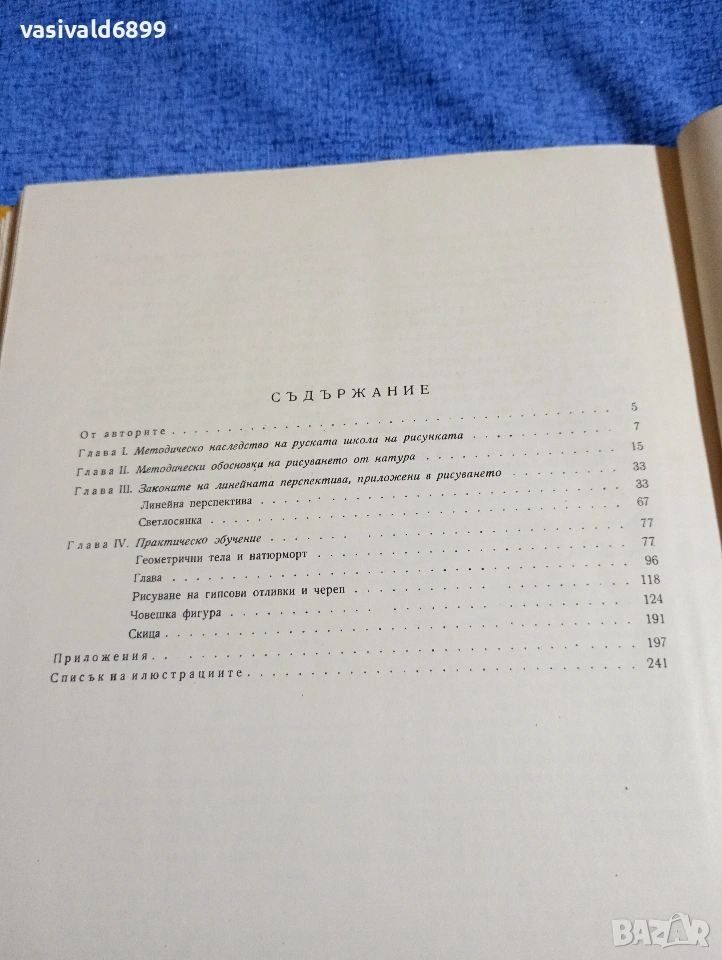 vasivald6899
СЪДЪРЖАНИЕ
От авторите . . . . . . . . . . . . . . . . . . . . 5
Глава I. Методическо наследство на руската школа на рисунката . . . . . . . . 7
Глава II. Методически обосновки на рисуването от натура . . . . . . . . . . 15
Глава III. Законите на линейната перспектива, приложени в рисуването . . . . . . 33
Линейна перспектива . . . . . . . . . . . . . . . . . . . . 33
Светлосянка . . . . . . . . . . . . . . . . . . . . 67
Глава IV. Практическо обучение . . . . . . . . . . . . . . . . . . . . 77
Геометрични тела и натюрморт . . . . . . . . . . . . . . . . . . 77
Глава . . . . . . . . . . . . . . . . . . . . 96
Рисуване на гипсови отливки и череп . . . . . . . . . . . . . . 118
Човешка фигура . . . . . . . . . . . . . . . . . . . . 124
Скица . . . . . . . . . . . . . . . . . . . . 191
Приложения . . . . . . . . . . . . . . . . . . . . 197
Списък на илюстрациите . . . . . . . . . . . . . . . . . . . . 241
BAZAR